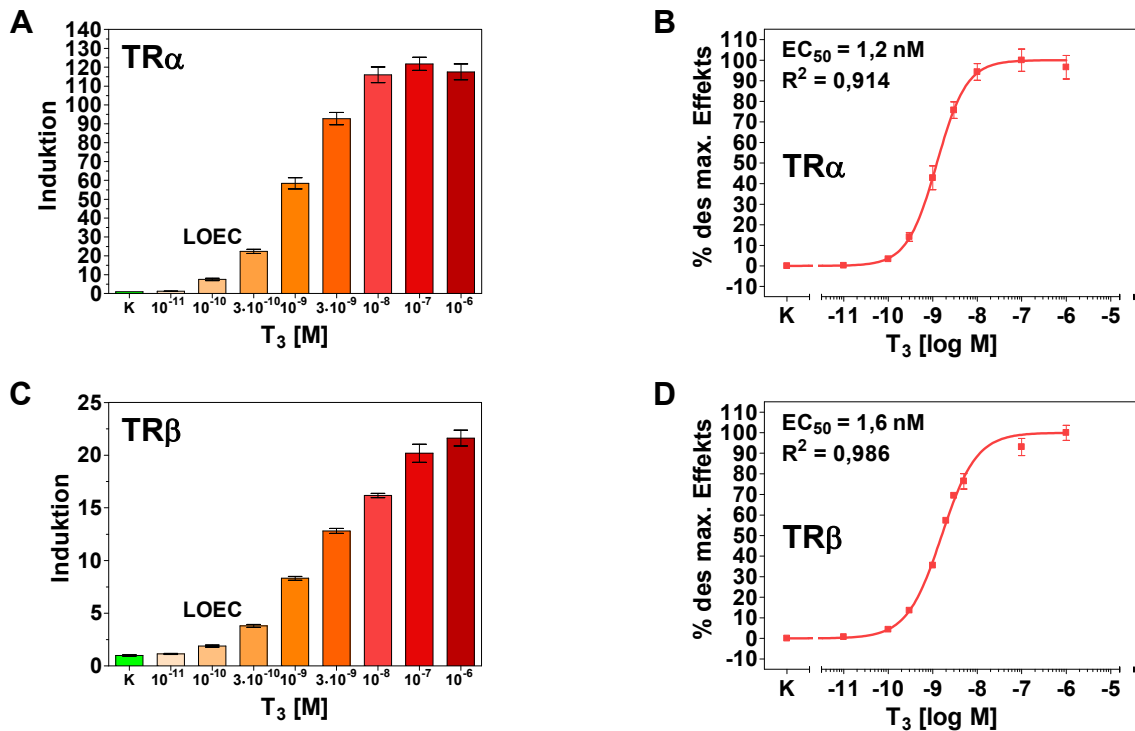 A
TRα
Induktion
140
130
120
110
100
90
80
70
60
50
40
30
20
10
0
LOEC
K 10⁻¹¹ 10⁻¹⁰ 3·10⁻¹⁰ 10⁻⁹ 3·10⁻⁹ 10⁻⁸ 10⁻⁷ 10⁻⁶
T₃ [M]
B
EC₅₀ = 1,2 nM
R² = 0,914
TRα
% des max. Effekts
110
100
90
80
70
60
50
40
30
20
10
0
-10
K -11 -10 -9 -8 -7 -6 -5
T₃ [log M]
C
TRβ
Induktion
25
20
15
10
5
0
LOEC
K 10⁻¹¹ 10⁻¹⁰ 3·10⁻¹⁰ 10⁻⁹ 3·10⁻⁹ 10⁻⁸ 10⁻⁷ 10⁻⁶
T₃ [M]
D
EC₅₀ = 1,6 nM
R² = 0,986
TRβ
% des max. Effekts
110
100
90
80
70
60
50
40
30
20
10
0
-10
K -11 -10 -9 -8 -7 -6 -5
T₃ [log M]